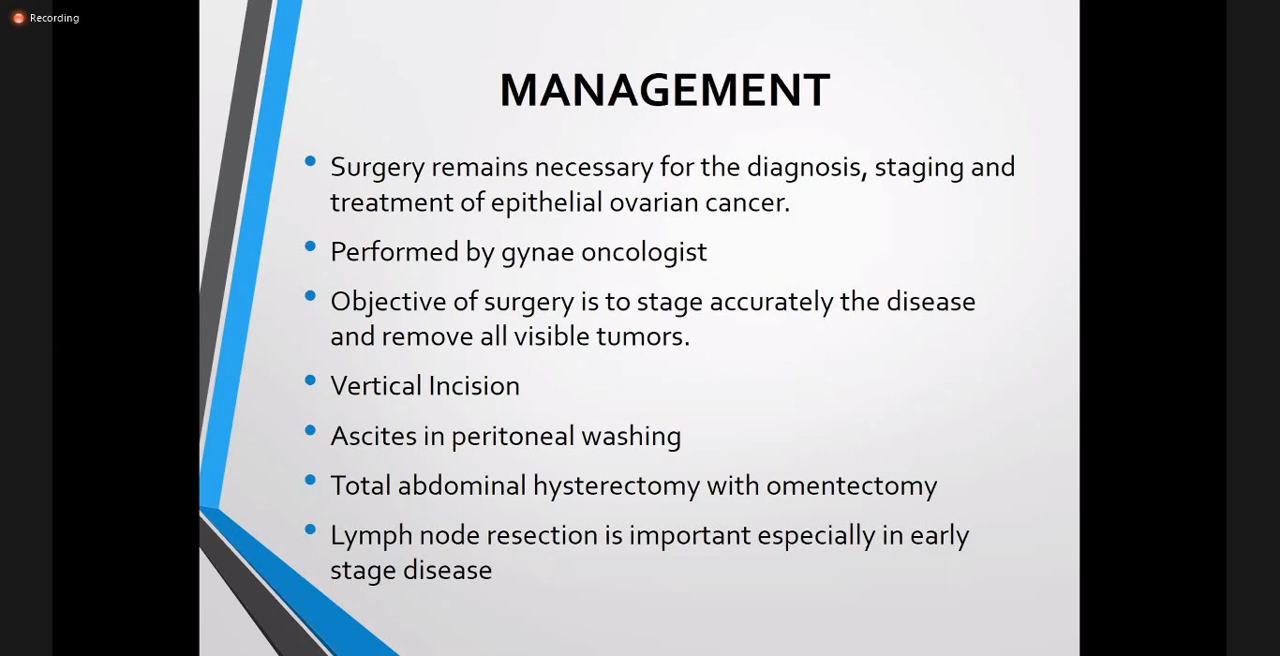 Recording
MANAGEMENT
• Surgery remains necessary for the diagnosis, staging and
treatment of epithelial ovarian cancer.
• Performed by gynae oncologist
• Objective of surgery is to stage accurately the disease
and remove all visible tumors.
• Vertical Incision
• Ascites in peritoneal washing
• Total abdominal hysterectomy with omentectomy
• Lymph node resection is important especially in early
stage disease